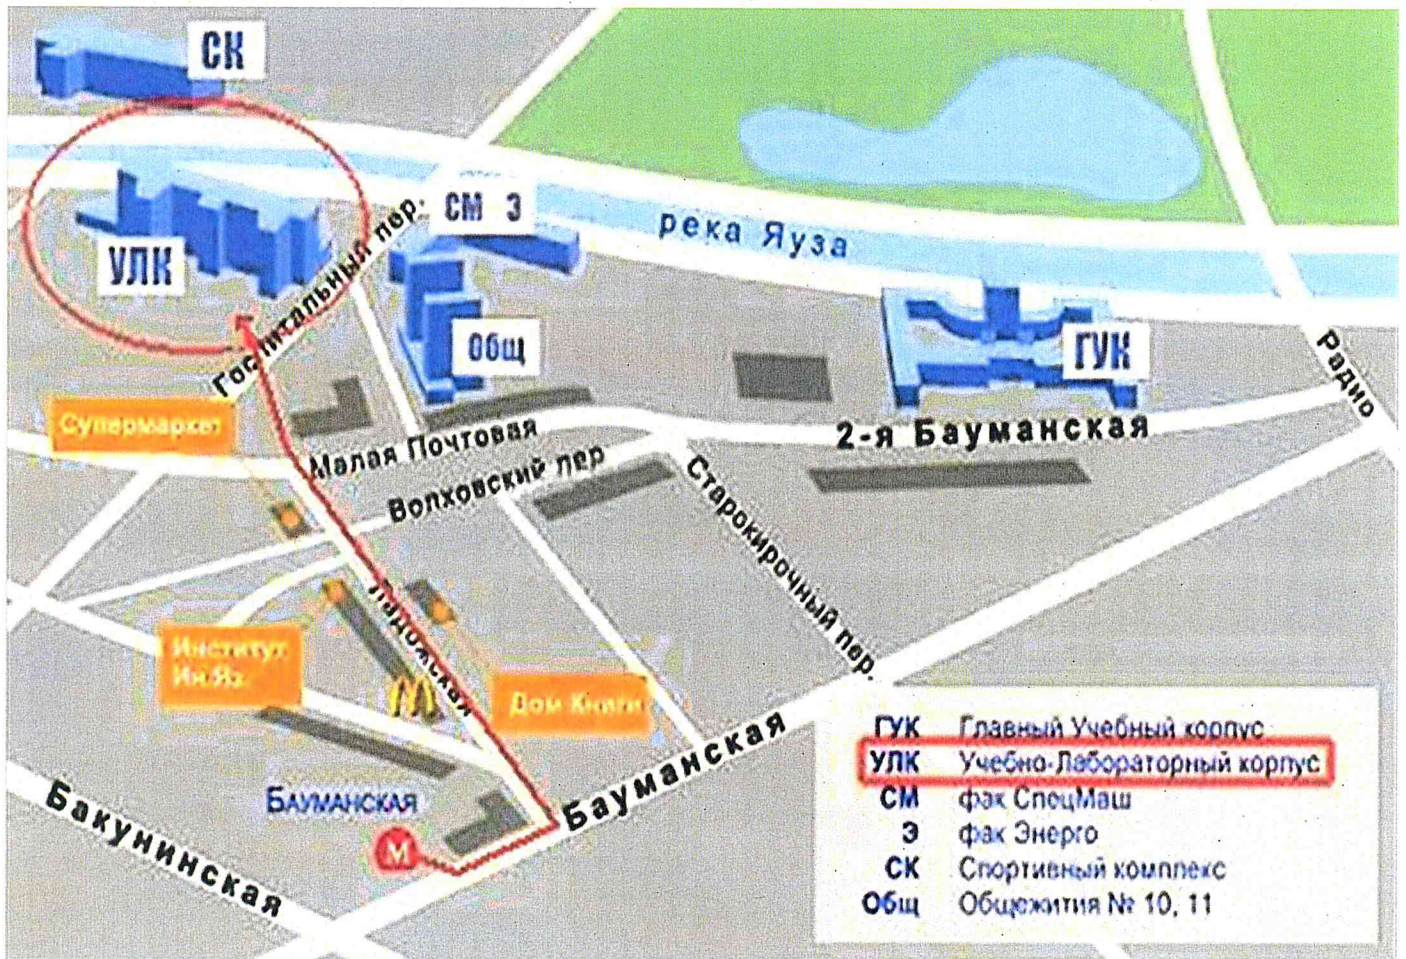 СК
СМ Э
УЛК
Госпитальный пер.
река Яуза
Общ
ГУК
Радио
Супермаркет
Малая Почтовая
2-я Бауманская
Волховский пер
Старокирочный пер.
Ладожская
Институт
Ин.Яз.
Дом Книги
Бауманская
БАУМАНСКАЯ
М
Бакунинская
ГУК Главный Учебный корпус
УЛК Учебно-Лабораторный корпус
СМ фак СпецМаш
Э фак Энерго
СК Спортивный комплекс
Общ Общежития № 10, 11